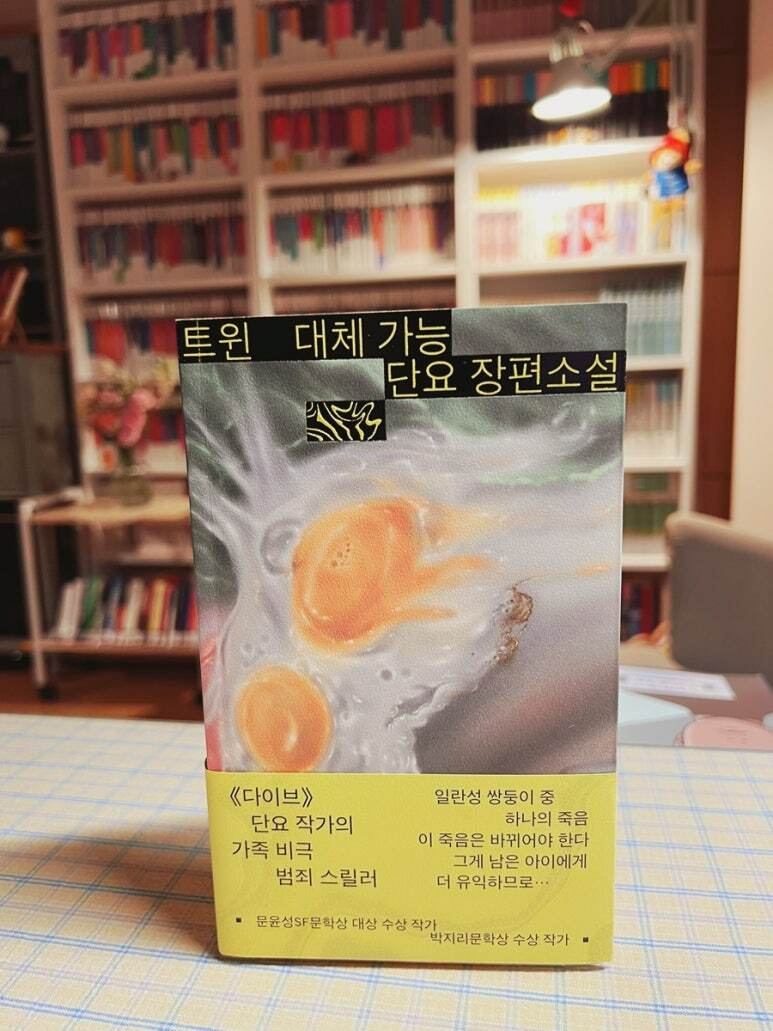 트윈 대체 가능
단요 장편소설
《다이브》
단요 작가의
가족 비극
범죄 스릴러
일란성 쌍둥이 중
하나의 죽음
이 죽음은 바뀌어야 한다
그게 남은 아이에게
더 유익하므로…
▪ 문윤성SF문학상 대상 수상 작가
박지리문학상 수상 작가 ▪